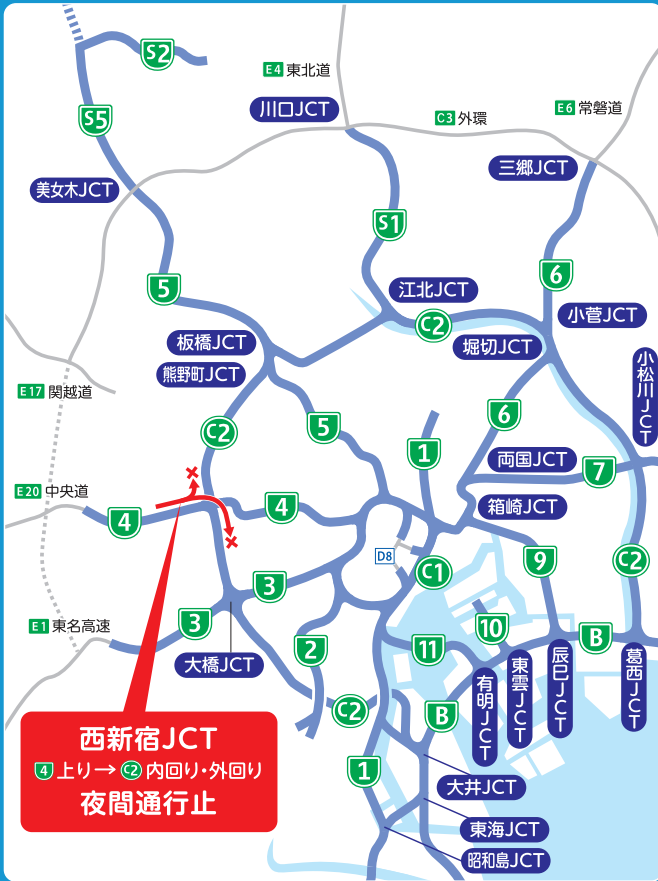 S2
E4 東北道
川口JCT
E6 常磐道
C3 外環
S5
三郷JCT
美女木JCT
S1
6
5
江北JCT
小菅JCT
C2
板橋JCT
堀切JCT
熊野町JCT
小松川JCT
E17 関越道
5
6
C2
1
両国JCT
7
E20 中央道
4
4
箱崎JCT
D8
9
C2
C1
3
3
E1 東名高速
2
11
10
B
大橋JCT
有明JCT
東雲JCT
辰巳JCT
葛西JCT
C2
B
西新宿JCT
4 上り→C2 内回り・外回り
夜間通行止
1
大井JCT
東海JCT
昭和島JCT